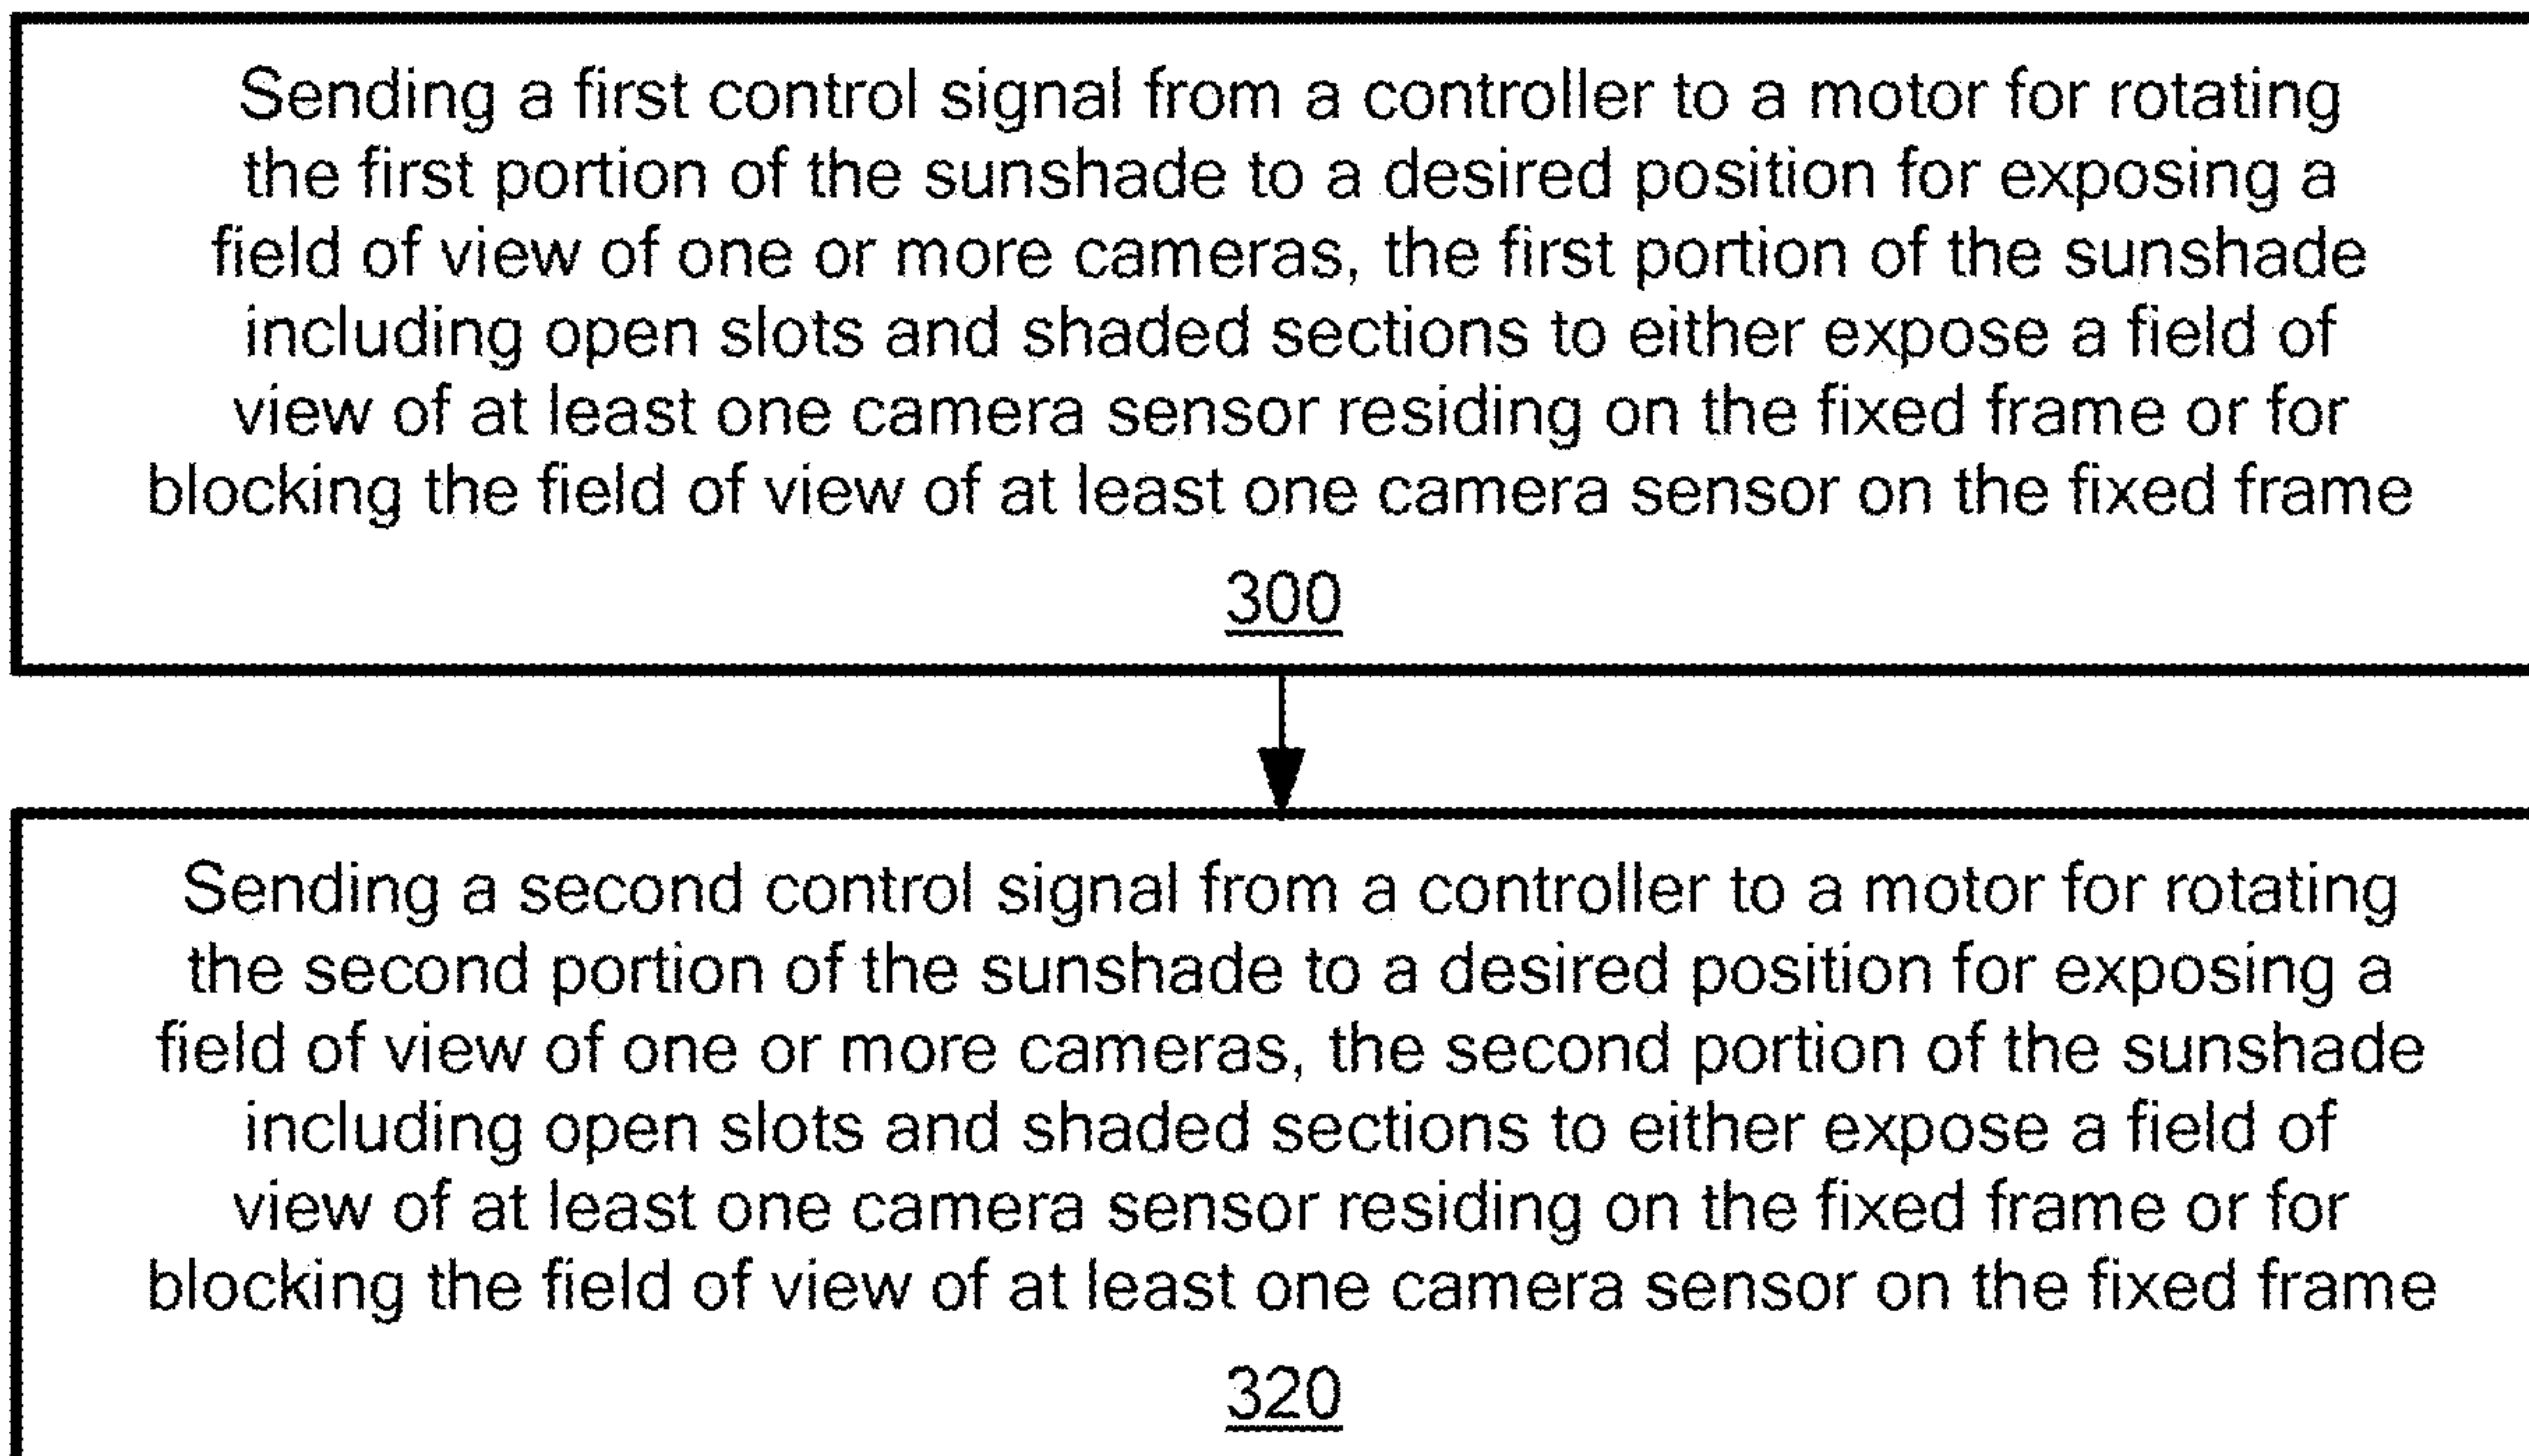 Sending a first control signal from a controller to a motor for rotating
the first portion of the sunshade to a desired position for exposing a
field of view of one or more cameras, the first portion of the sunshade
including open slots and shaded sections to either expose a field of
view of at least one camera sensor residing on the fixed frame or for
blocking the field of view of at least one camera sensor on the fixed frame
300
Sending a second control signal from a controller to a motor for rotating
the second portion of the sunshade to a desired position for exposing a
field of view of one or more cameras, the second portion of the sunshade
including open slots and shaded sections to either expose a field of
view of at least one camera sensor residing on the fixed frame or for
blocking the field of view of at least one camera sensor on the fixed frame
320